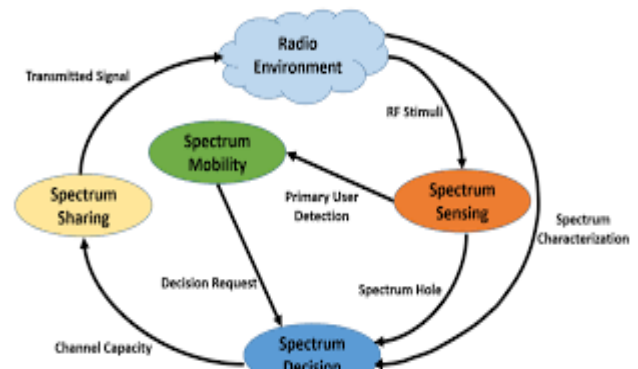 Radio
Environment
Transmitted Signal
RF Stimuli
Spectrum
Mobility
Primary User
Detection
Spectrum
Sensing
Spectrum
Sharing
Spectrum
Characterization
Decision Request
Spectrum Hole
Channel Capacity
Spectrum
Decision